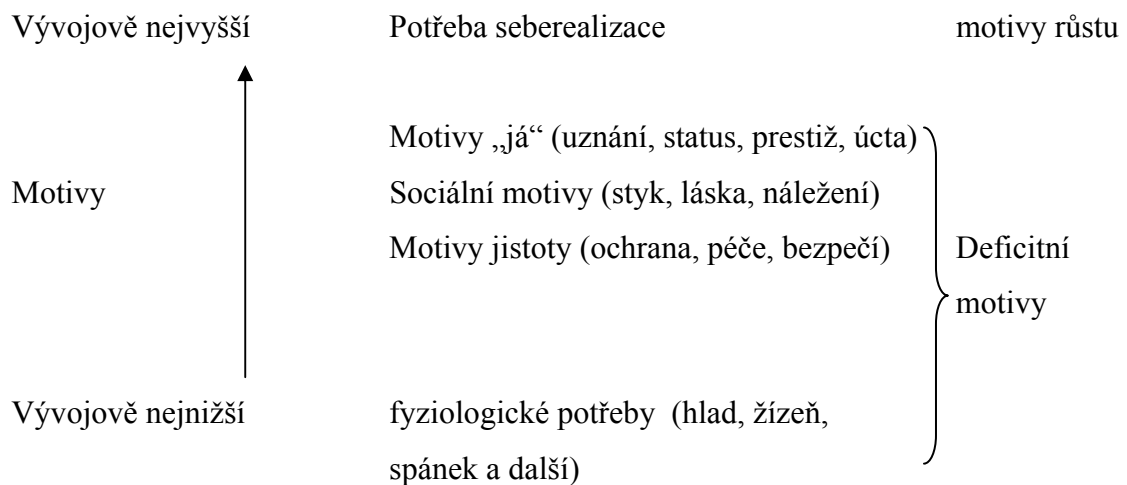 Vývojově nejvyšší Potřeba seberealizace motivy růstu
Motivy „já“ (uznání, status, prestiž, úcta)
Motivy Sociální motivy (styk, láska, náležení)
Motivy jistoty (ochrana, péče, bezpečí) Deficitní
motivy
Vývojově nejnižší fyziologické potřeby (hlad, žízeň,
spánek a další)